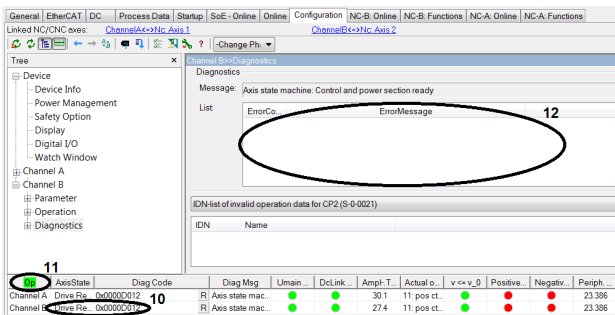 General EtherCAT DC Process Data Startup SoE - Online Online Configuration NC-B: Online NC-B: Functions NC-A: Online NC-A: Functions
Linked NC/CNC axes: ChannelA<=>Nc: Axis 1 ChannelB<=>Nc: Axis 2
? -Change Ph:
Tree × Channel B>>Diagnostics
Device
Device Info
Power Management
Safety Option
Display
Digital I/O
Watch Window
Channel A
Channel B
Parameter
Operation
Diagnostics
Diagnostics
Message: Axis state machine: Control and power section ready
List: ErrorCo... ErrorMessage 12
IDN-list of invalid operation data for CP2 (S-0-0021)
IDN Name
11
Op AxisState Diag Code Diag Msg Umain ... DcLink ... Ampl-.T... Actual o... v <= v_0 Positive... Negativ... Periph. ...
Channel A Drive Re... 0x0000D012 10 R Axis state mac... 30.1 11: pos ct... 23.386
Channel B Drive Re... 0x0000D012 R Axis state mac... 27.4 11: pos ct... 23.386